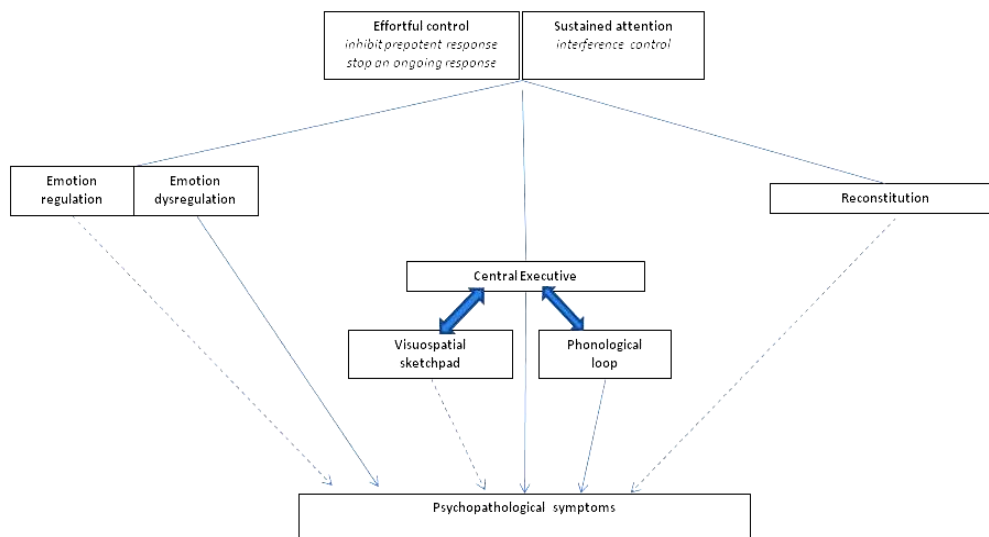 Effortful control
inhibit prepotent response
stop an ongoing response
Sustained attention
interference control
Emotion
regulation
Emotion
dysregulation
Reconstitution
Central Executive
Visuospatial
sketchpad
Phonological
loop
Psychopathological symptoms